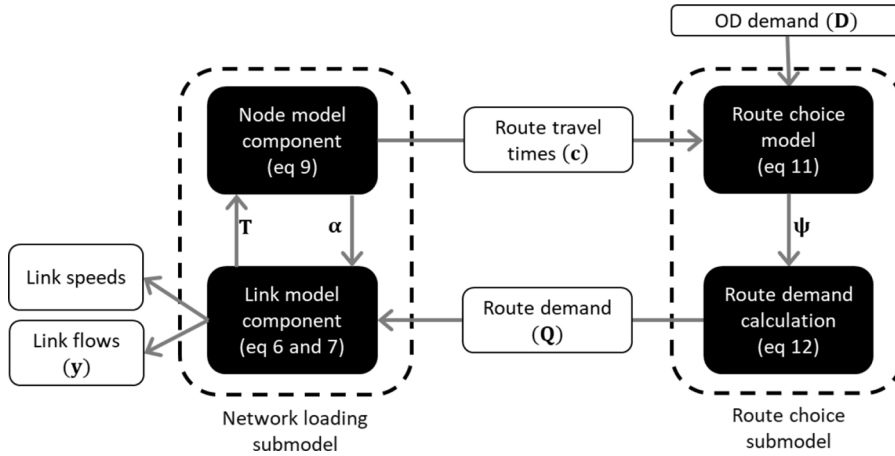 OD demand (D)
Node model
component
(eq 9)
Route travel
times (c)
Route choice
model
(eq 11)
T
α
ψ
Link speeds
Link flows
(y)
Link model
component
(eq 6 and 7)
Route demand
(Q)
Route demand
calculation
(eq 12)
Network loading
submodel
Route choice
submodel